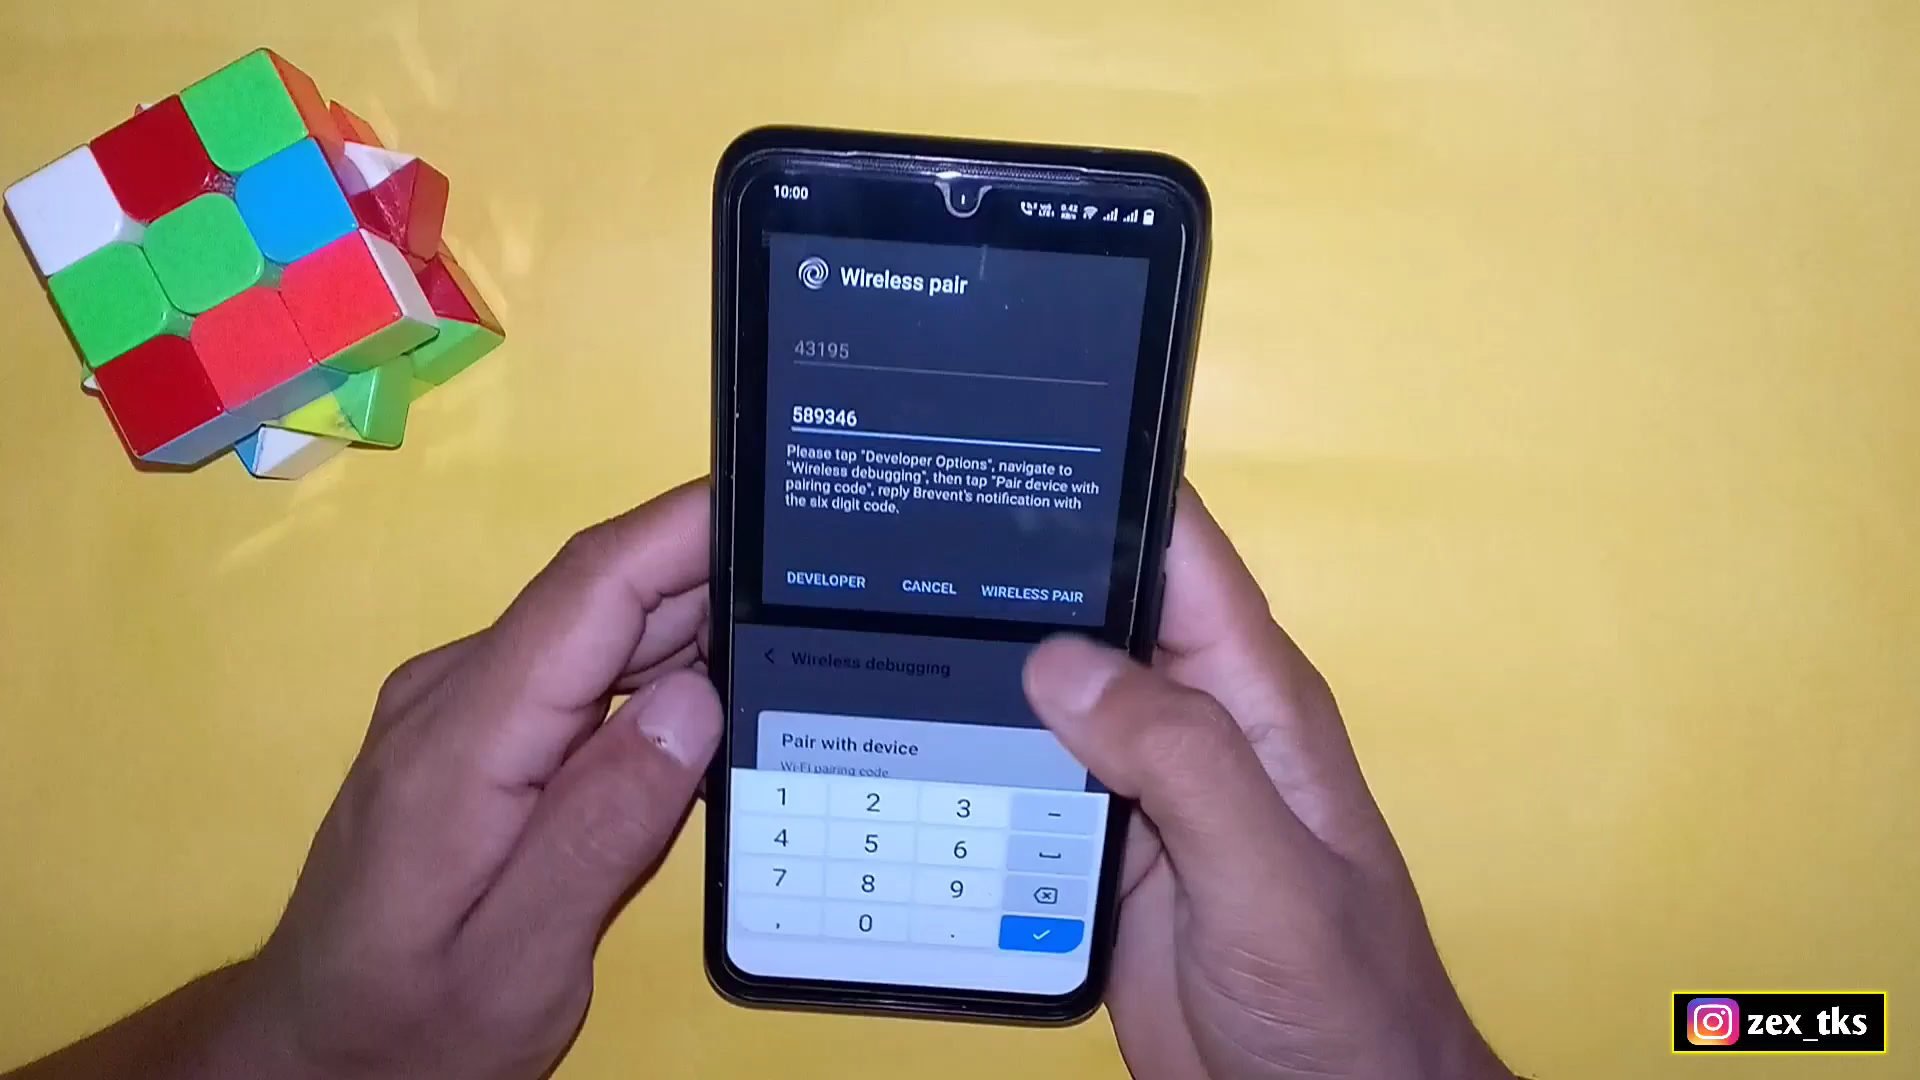 10:00
Wireless pair
43195
589346
Please tap "Developer Options", navigate to
"Wireless debugging", then tap "Pair device with
pairing code", reply Brevent's notification with
the six digit code.
DEVELOPER CANCEL WIRELESS PAIR
Wireless debugging
Pair with device
Wi-Fi pairing code
1 2 3 -
4 5 6
7 8 9
, 0 .
zex_tks